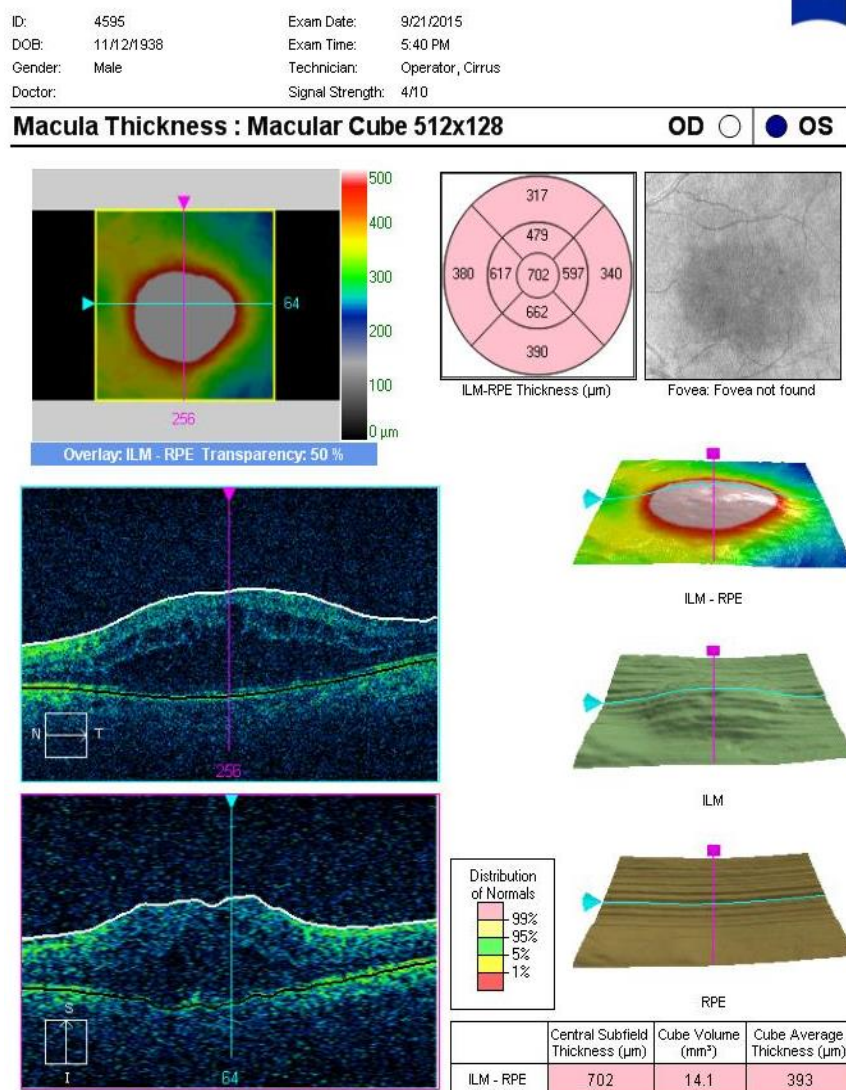 ID: 4595 Exam Date: 9/21/2015
DOB: 11/12/1938 Exam Time: 5:40 PM
Gender: Male Technician: Operator, Cirrus
Doctor: Signal Strength: 4/10
Macula Thickness : Macular Cube 512x128 OD OS
500
400
300
200
100
0 µm
64
256
Overlay: ILM - RPE Transparency: 50 %
317
479
380 617 702 597 340
662
390
ILM-RPE Thickness (µm)
Fovea: Fovea not found
ILM - RPE
N T
256
ILM
S
I
64
Distribution
of Normals
99%
95%
5%
1%
RPE
Central Subfield Thickness (µm) Cube Volume (mm³) Cube Average Thickness (µm)
ILM - RPE 702 14.1 393